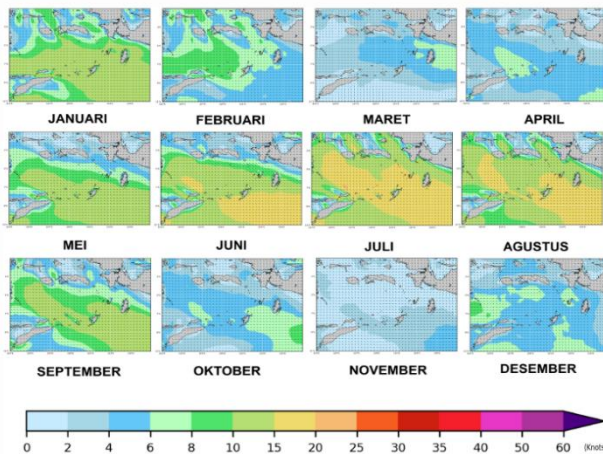 JANUARI FEBRUARI MARET APRIL
MEI JUNI JULI AGUSTUS
SEPTEMBER OKTOBER NOVEMBER DESEMBER
0 2 4 6 8 10 15 20 25 30 35 40 50 60 (Knots